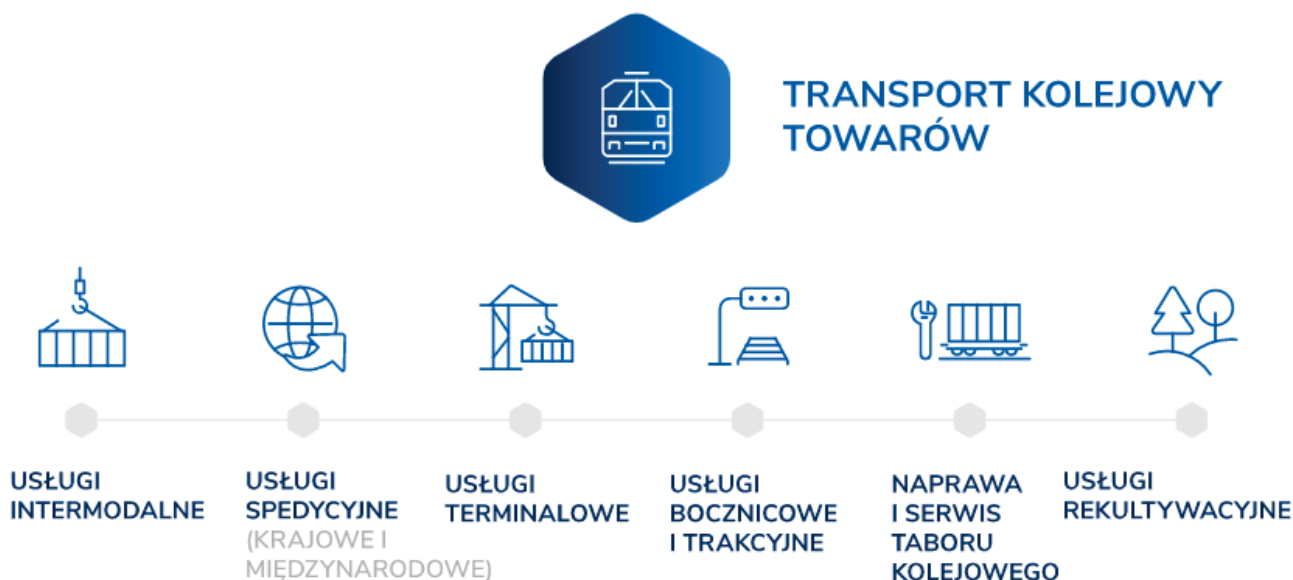 TRANSPORT KOLEJOWY
TOWARÓW
USŁUGI
INTERMODALNE
USŁUGI
SPEDYCYJNE
(KRAJOWE I
MIĘDZYNARODOWE)
USŁUGI
TERMINALOWE
USŁUGI
BOCZNICOWE
I TRAKCYJNE
NAPRAWA
I SERWIS
TABORU
KOLEJOWEGO
USŁUGI
REKULTYWACYJNE